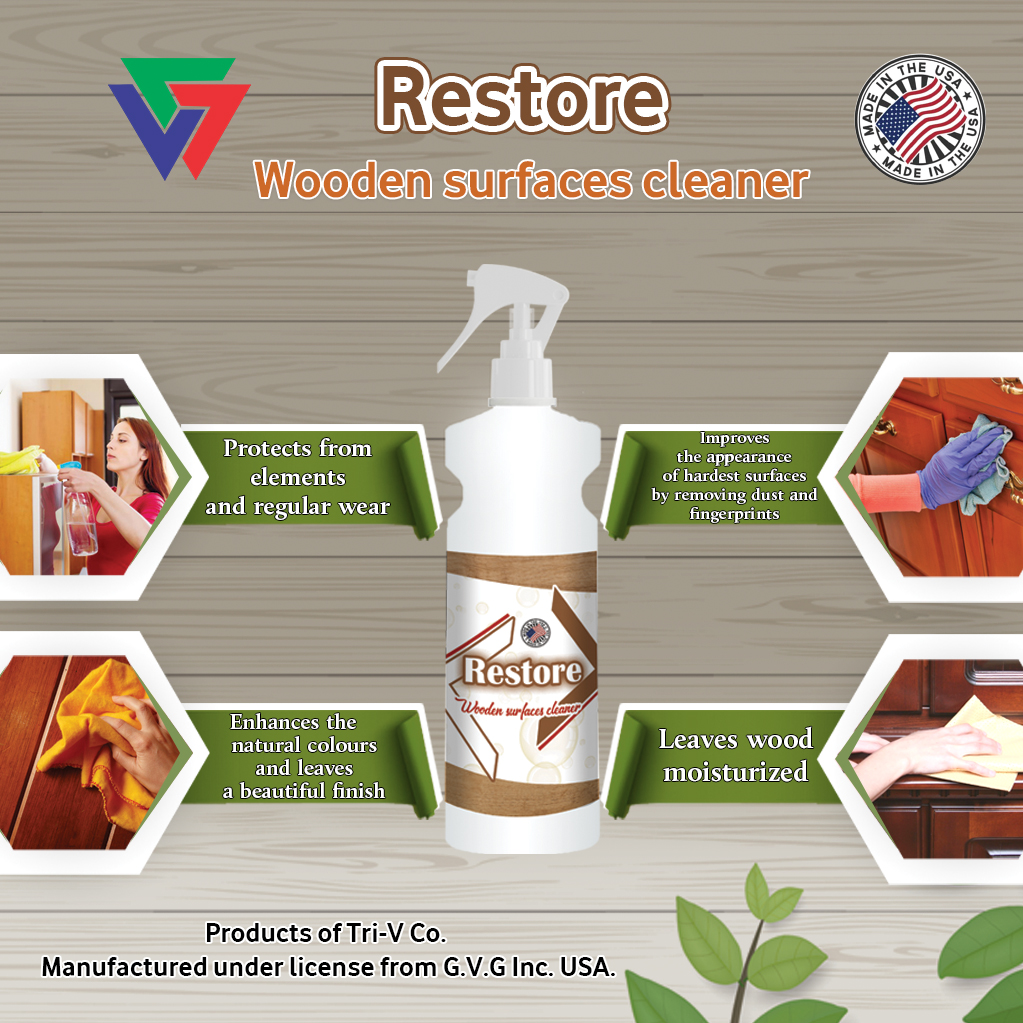 Restore
Wooden surfaces cleaner
MADE IN THE USA
MADE IN THE USA
Protects from
elements
and regular wear
Improves
the appearance
of hardest surfaces
by removing dust and
fingerprints
Restore
Wooden surfaces cleaner
Enhances the
natural colours
and leaves
a beautiful finish
Leaves wood
moisturized
Products of Tri-V Co.
Manufactured under license from G.V.G Inc. USA.